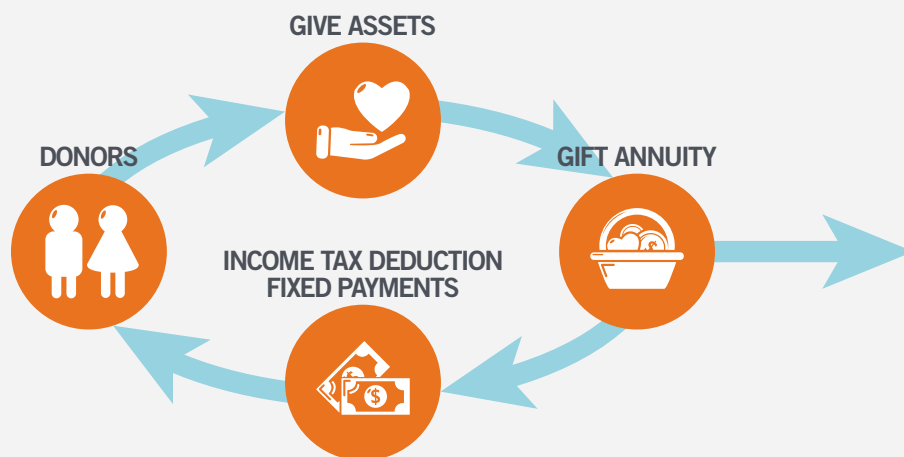 GIVE ASSETS
DONORS
GIFT ANNUITY
INCOME TAX DEDUCTION
FIXED PAYMENTS
$
$
$